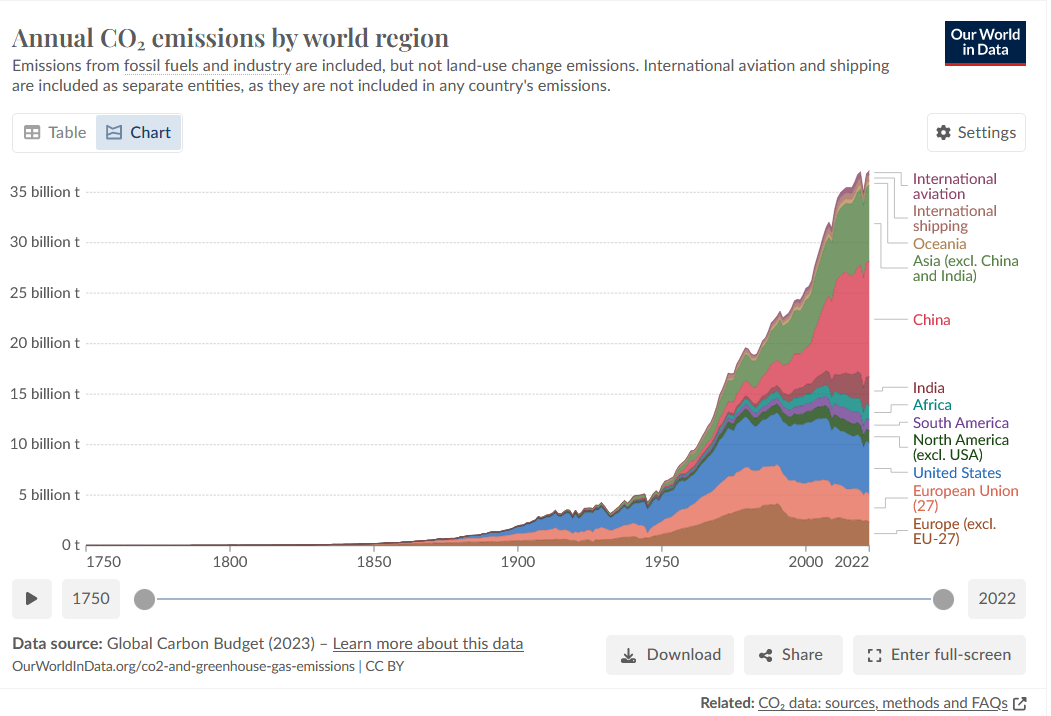 Annual CO₂ emissions by world region
Our World
in Data
Emissions from fossil fuels and industry are included, but not land-use change emissions. International aviation and shipping
are included as separate entities, as they are not included in any country's emissions.
Table
Chart
Settings
35 billion t
30 billion t
25 billion t
20 billion t
15 billion t
10 billion t
5 billion t
0 t
International
aviation
International
shipping
Oceania
Asia (excl. China
and India)
China
India
Africa
South America
North America
(excl. USA)
United States
European Union
(27)
Europe (excl.
EU-27)
1750
1800
1850
1900
1950
2000
2022
1750
2022
Data source: Global Carbon Budget (2023) – Learn more about this data
OurWorldInData.org/co2-and-greenhouse-gas-emissions | CC BY
Download
Share
Enter full-screen
Related: CO₂ data: sources, methods and FAQs